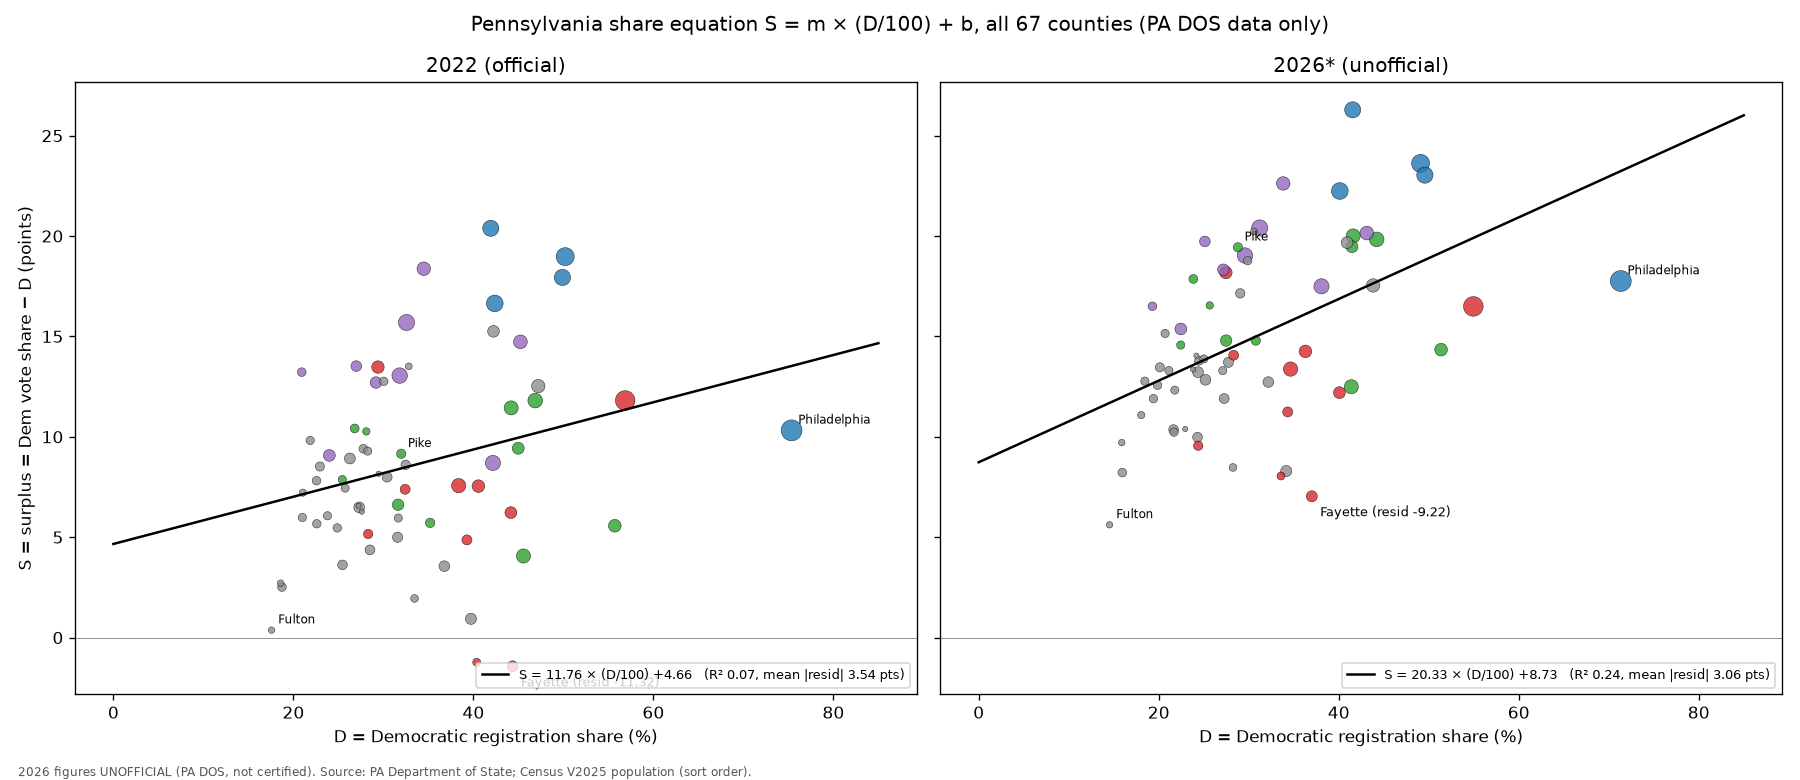 Pennsylvania share equation S = m × (D/100) + b, all 67 counties (PA DOS data only)
2022 (official)
S = surplus = Dem vote share − D (points)
25
20
15
10
5
0
Philadelphia
Pike
Fulton
Fayette (resid -11.32)
S = 11.76 × (D/100) +4.66 (R² 0.07, mean |resid| 3.54 pts)
0 20 40 60 80
D = Democratic registration share (%)
2026* (unofficial)
Pike
Philadelphia
Fayette (resid -9.22)
Fulton
S = 20.33 × (D/100) +8.73 (R² 0.24, mean |resid| 3.06 pts)
0 20 40 60 80
D = Democratic registration share (%)
2026 figures UNOFFICIAL (PA DOS, not certified). Source: PA Department of State; Census V2025 population (sort order).